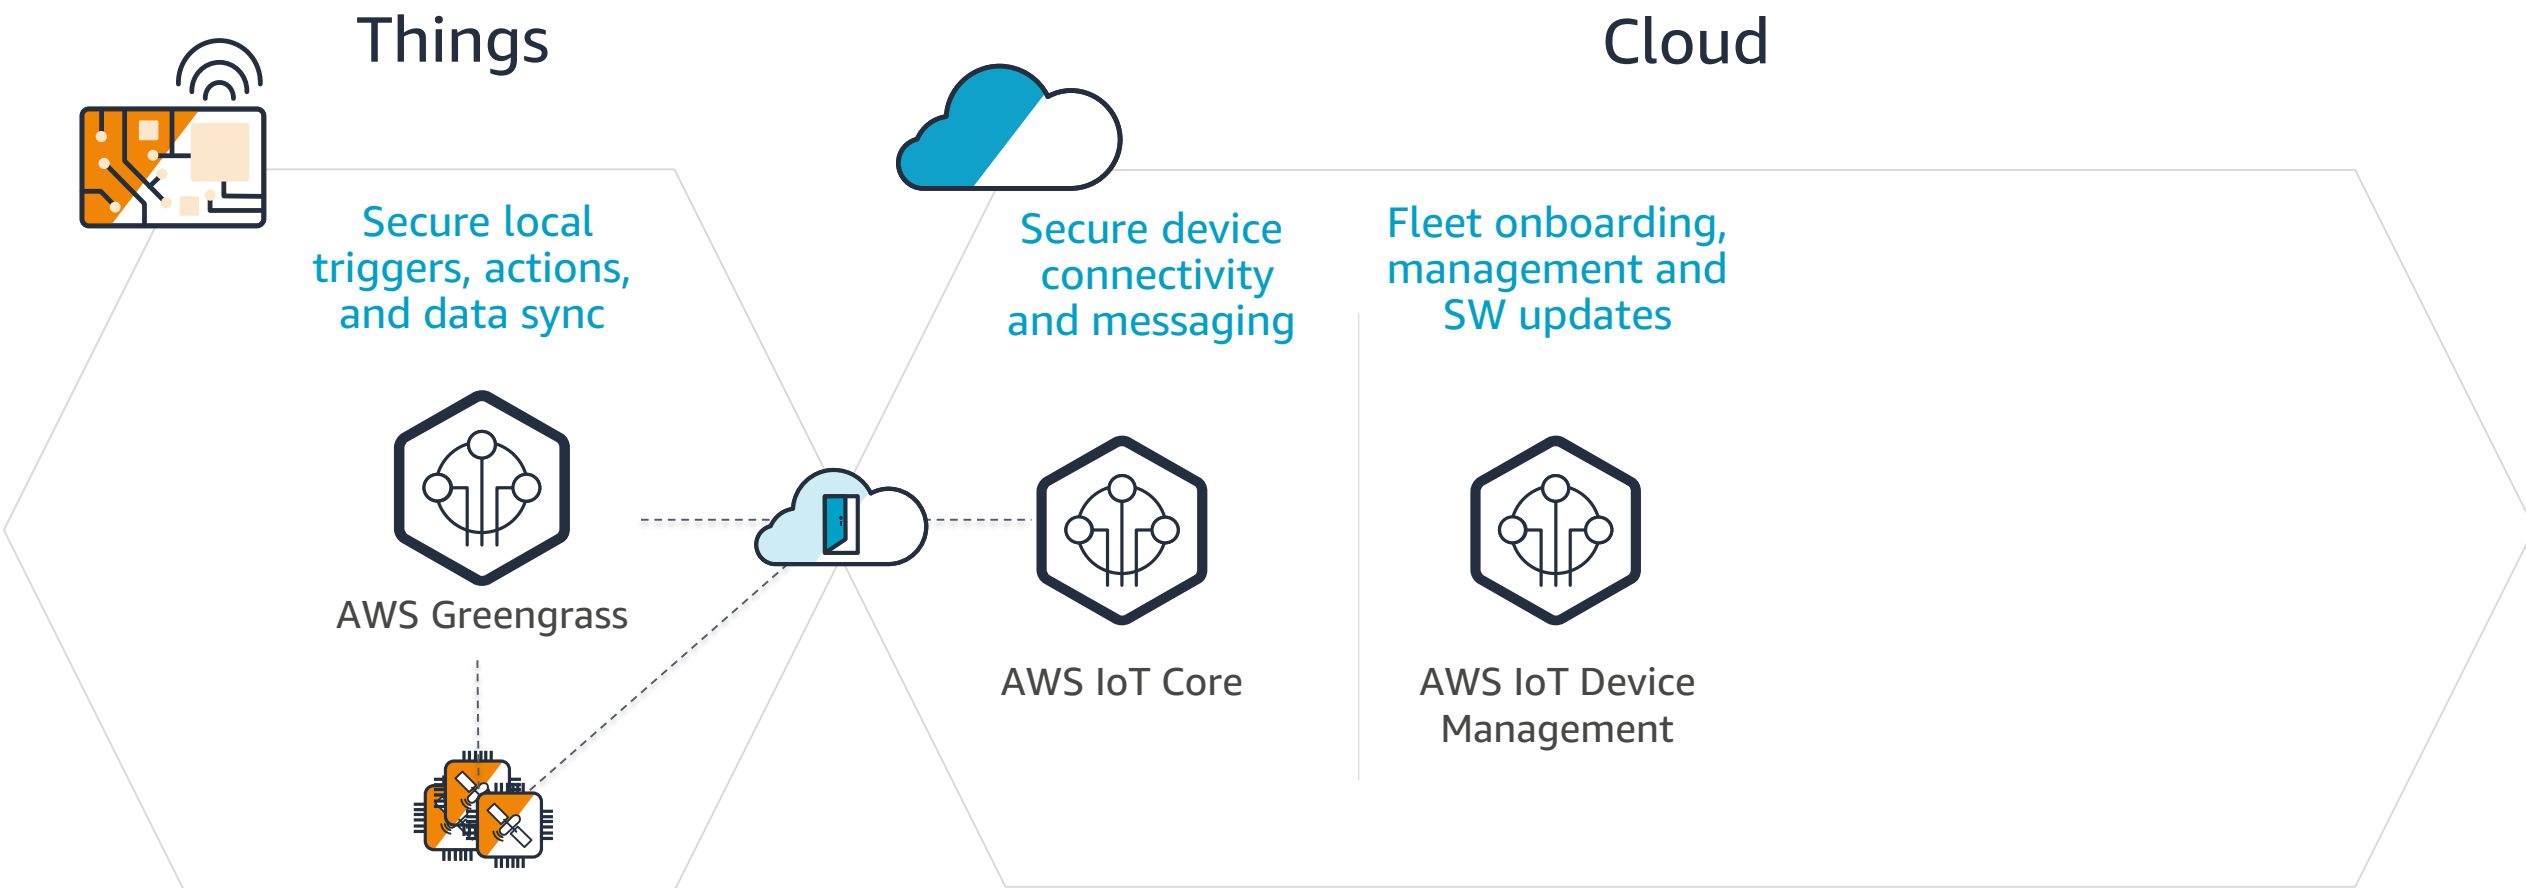 Things
Cloud
Secure local
triggers, actions,
and data sync
AWS Greengrass
Secure device
connectivity
and messaging
AWS IoT Core
Fleet onboarding,
management and
SW updates
AWS IoT Device
Management